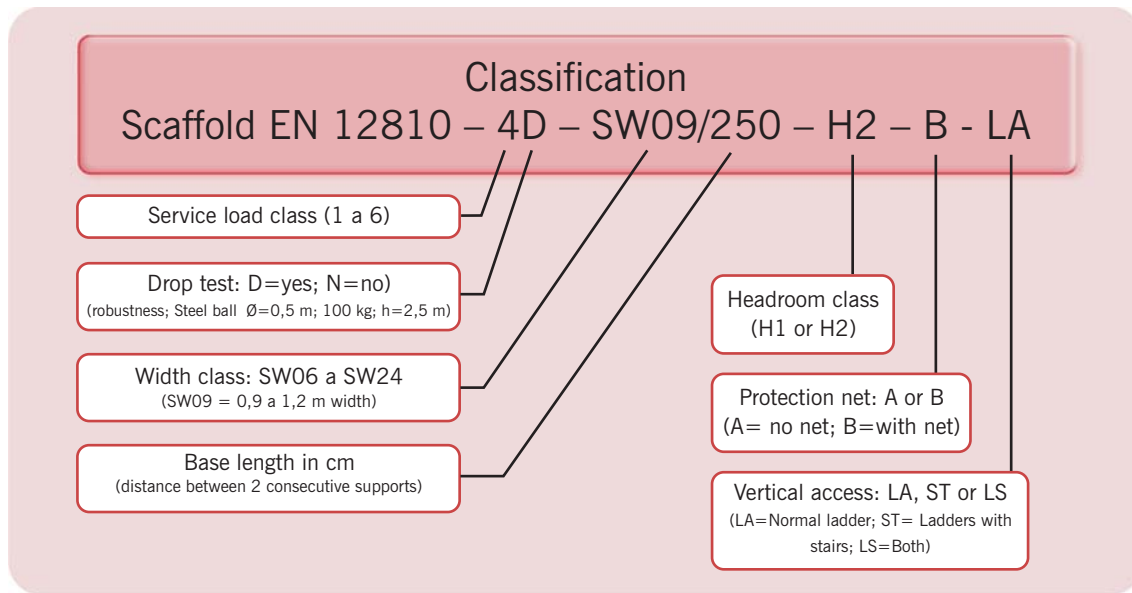 Classification
Scaffold EN 12810 – 4D – SW09/250 – H2 – B - LA
Service load class (1 a 6)
Drop test: D=yes; N=no)
(robustness; Steel ball Ø=0,5 m; 100 kg; h=2,5 m)
Width class: SW06 a SW24
(SW09 = 0,9 a 1,2 m width)
Base length in cm
(distance between 2 consecutive supports)
Headroom class
(H1 or H2)
Protection net: A or B
(A= no net; B=with net)
Vertical access: LA, ST or LS
(LA=Normal ladder; ST= Ladders with
stairs; LS=Both)